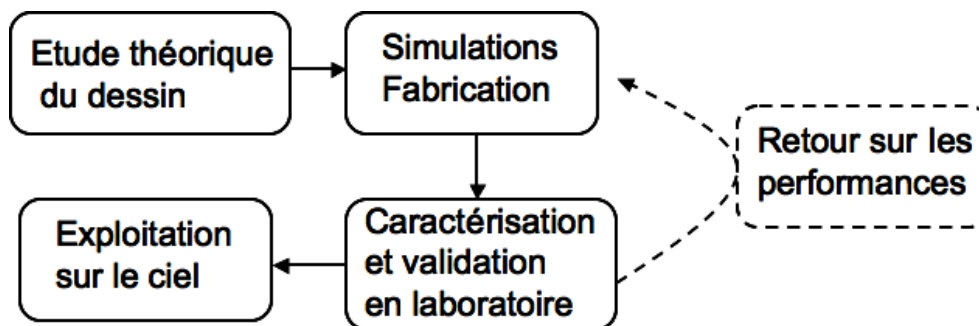 Etude théorique
du dessin
Simulations
Fabrication
Retour sur les
performances
Caractérisation
et validation
en laboratoire
Exploitation
sur le ciel